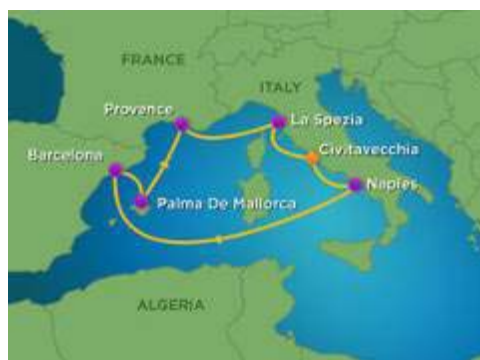 FRANCE
ITALY
Provence
La Spezia
Civitavecchia
Barcelona
Naples
Palma De Mallorca
ALGERIA